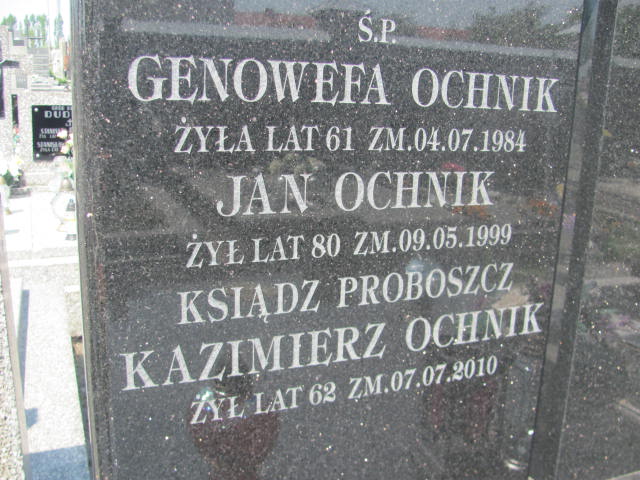 Ś.P.
GENOWEFA OCHNIK
ŻYŁA LAT 61 ZM.04.07.1984
JAN OCHNIK
ŻYŁ LAT 80 ZM.09.05.1999
KSIĄDZ PROBOSZCZ
KAZIMIERZ OCHNIK
ŻYŁ LAT 62 ZM.07.07.2010
DUD